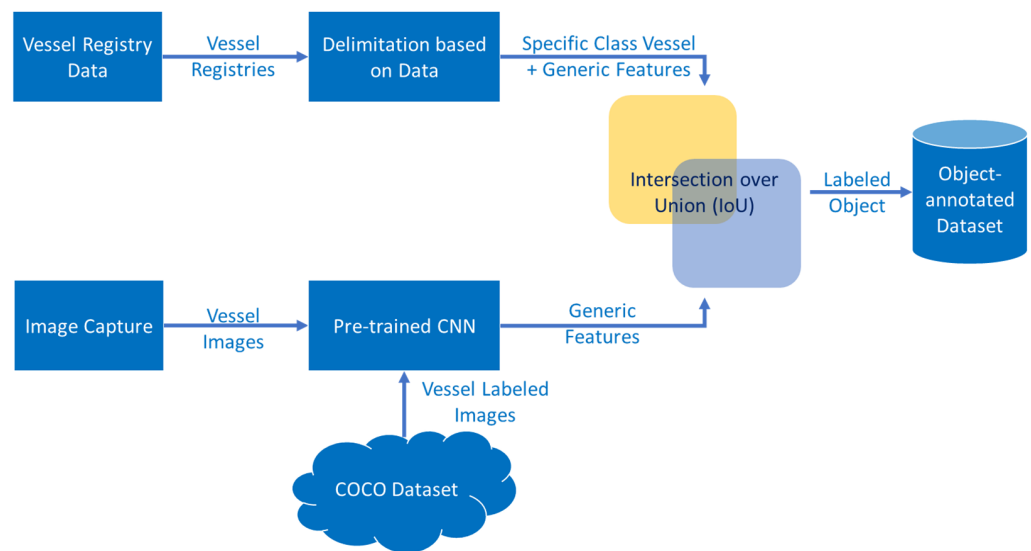 Vessel Registry
Data
Vessel
Registries
Delimitation based
on Data
Specific Class Vessel
+ Generic Features
Intersection over
Union (IoU)
Labeled
Object
Object-
annotated
Dataset
Image Capture
Vessel
Images
Pre-trained CNN
Generic
Features
Vessel Labeled
Images
COCO Dataset